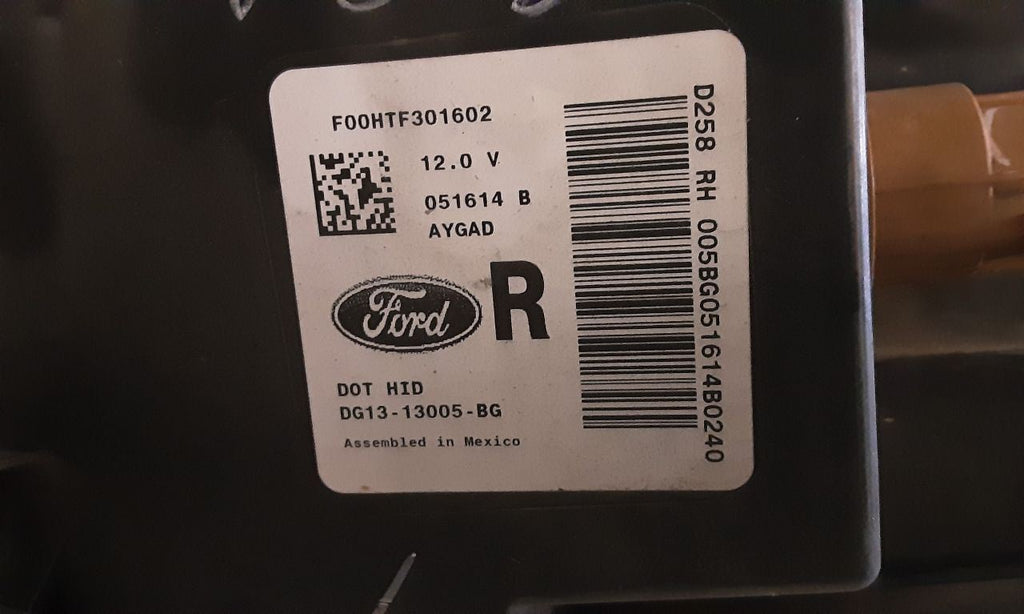 F00HTF301602
12.0 V
051614 B
AYGAD
Ford
R
DOT HID
DG13-13005-BG
Assembled in Mexico
D258 RH 005BG051614B0240